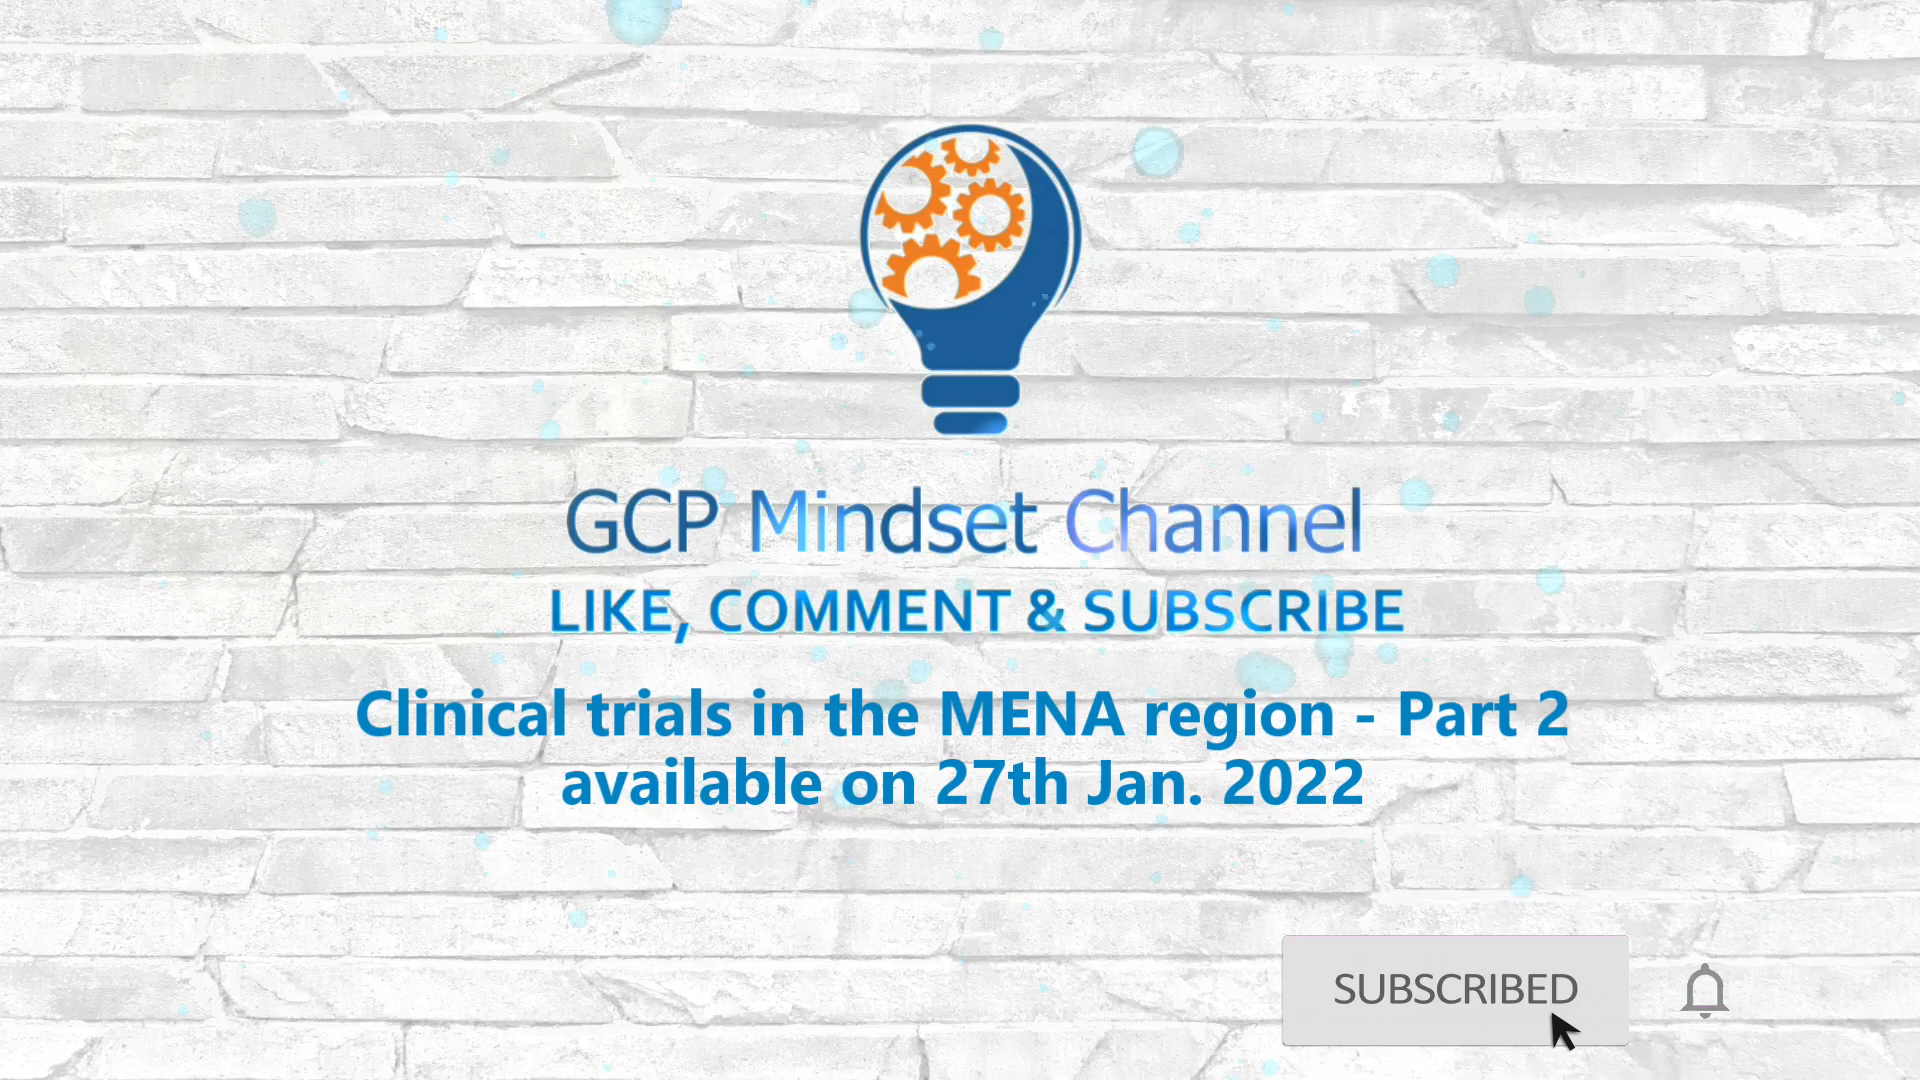 GCP Mindset Channel
LIKE, COMMENT & SUBSCRIBE
Clinical trials in the MENA region - Part 2
available on 27th Jan. 2022
SUBSCRIBED